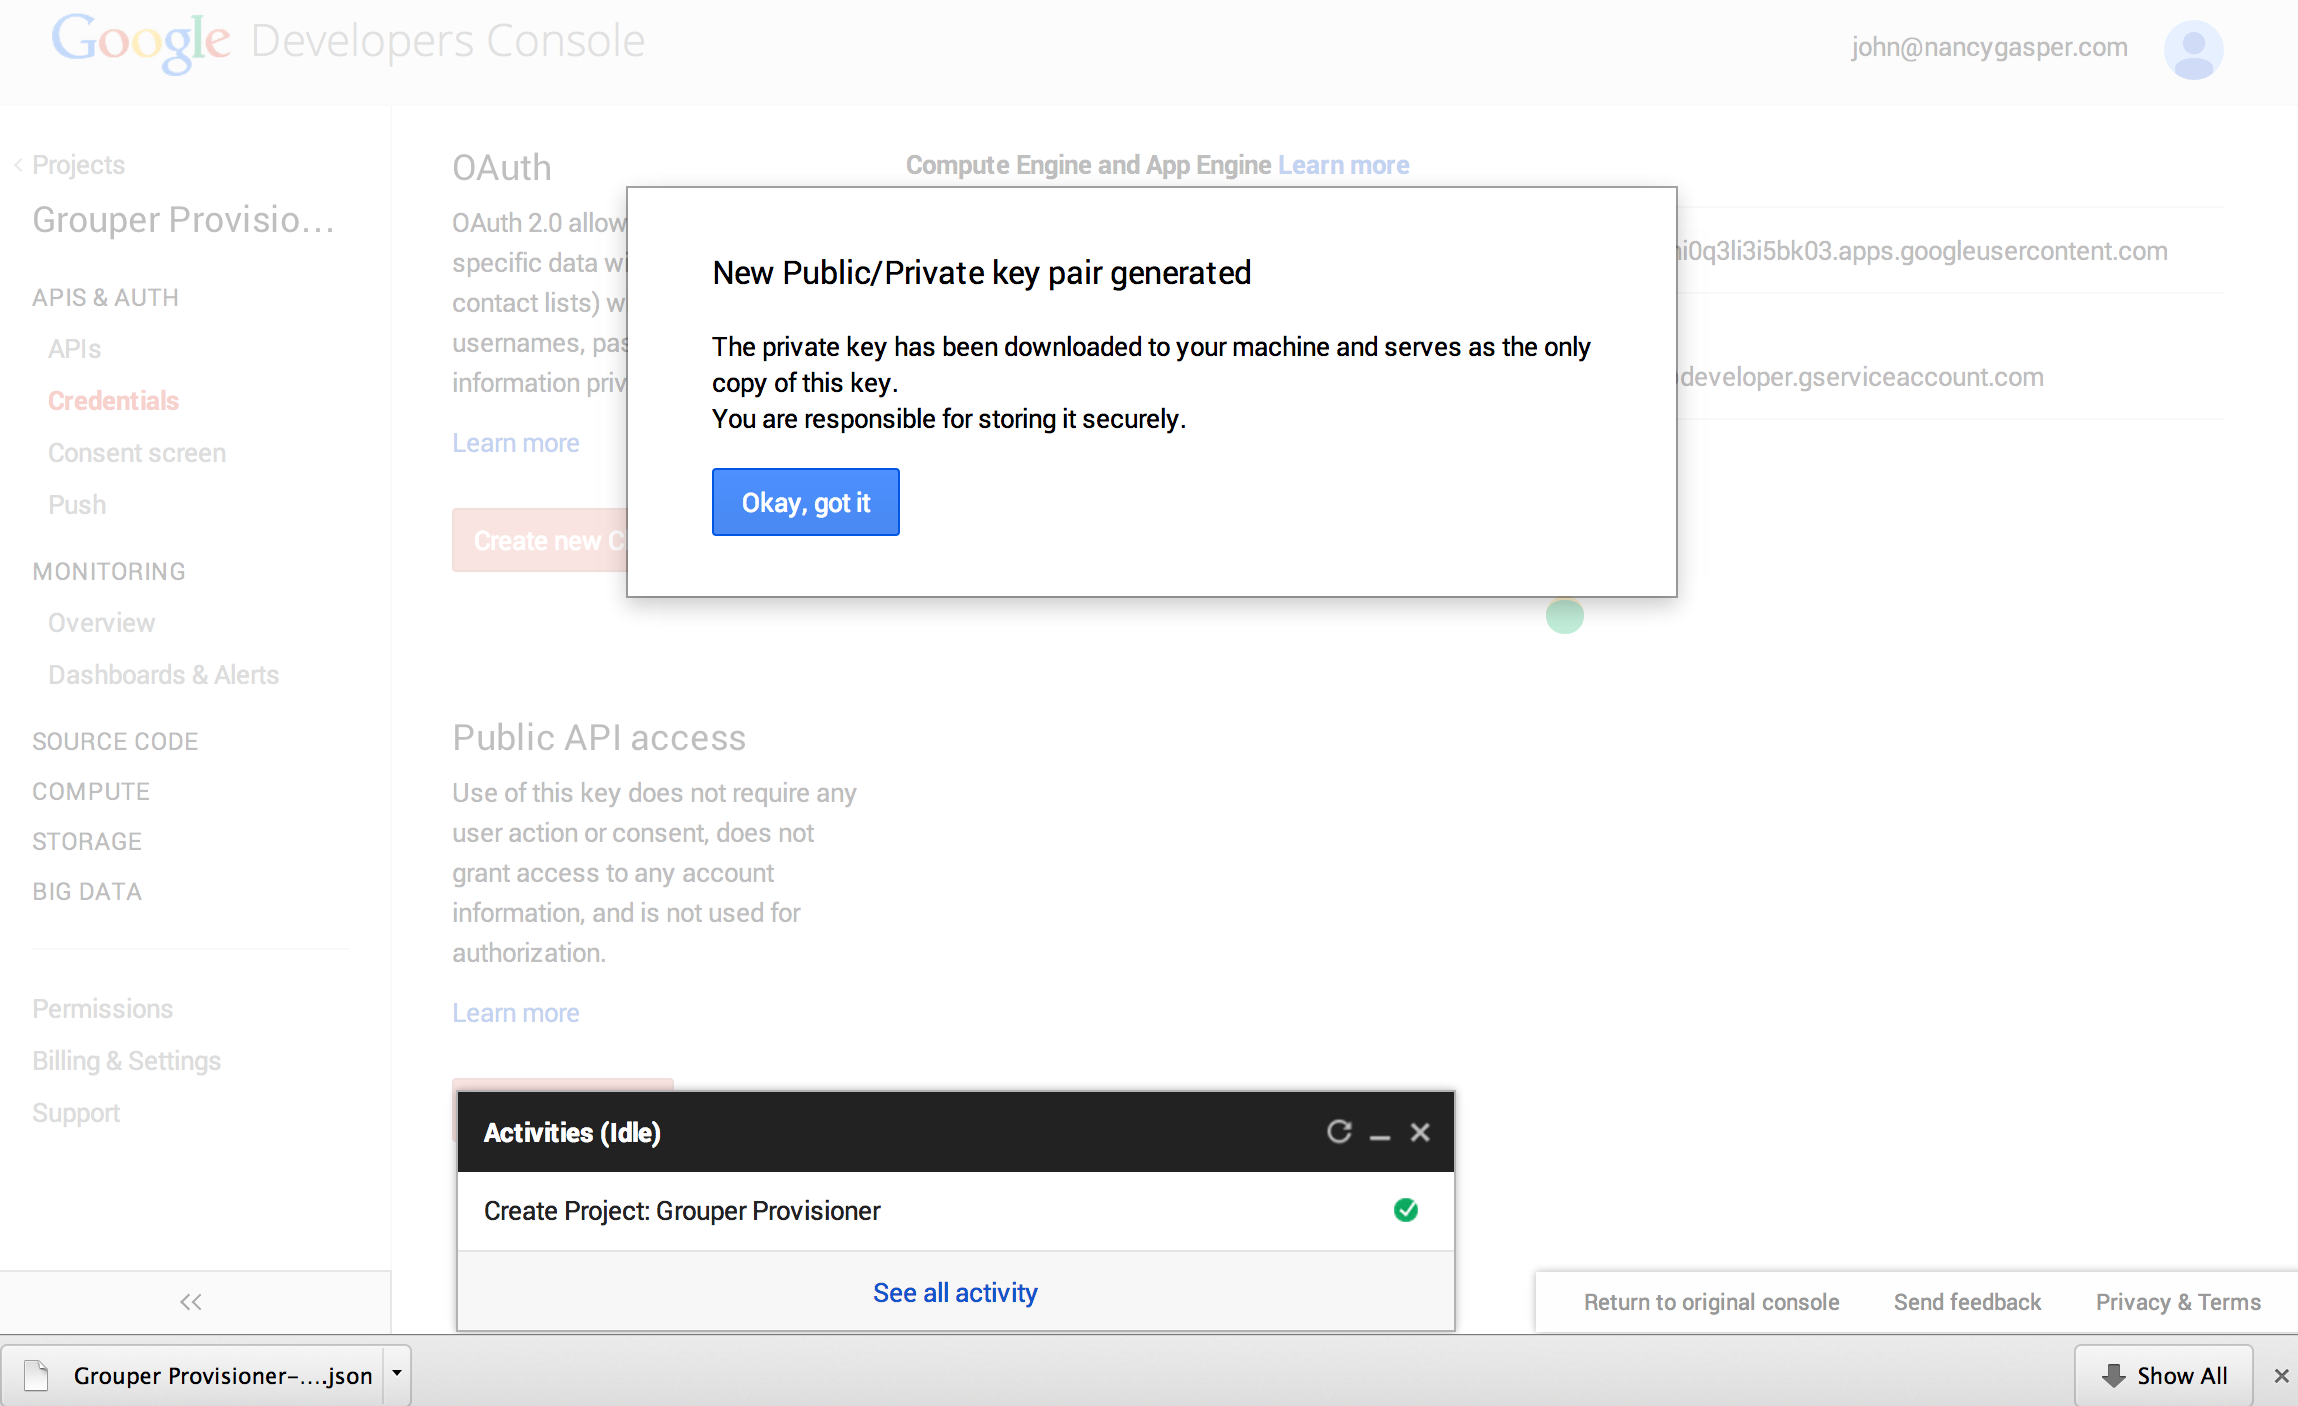 Google Developers Console
john@nancygasper.com
Projects
Grouper Provisio...
APIS & AUTH
APIs
Credentials
Consent screen
Push
MONITORING
Overview
Dashboards & Alerts
SOURCE CODE
COMPUTE
STORAGE
BIG DATA
Permissions
Billing & Settings
Support
OAuth
OAuth 2.0 allow
specific data wi
contact lists) w
usernames, pas
information priv
Learn more
Create new C
Compute Engine and App Engine Learn more
i0q3li3i5bk03.apps.googleusercontent.com
developer.gserviceaccount.com
New Public/Private key pair generated
The private key has been downloaded to your machine and serves as the only
copy of this key.
You are responsible for storing it securely.
Okay, got it
Public API access
Use of this key does not require any
user action or consent, does not
grant access to any account
information, and is not used for
authorization.
Learn more
Activities (Idle)
Create Project: Grouper Provisioner
See all activity
Return to original console
Send feedback
Privacy & Terms
Grouper Provisioner-....json
Show All